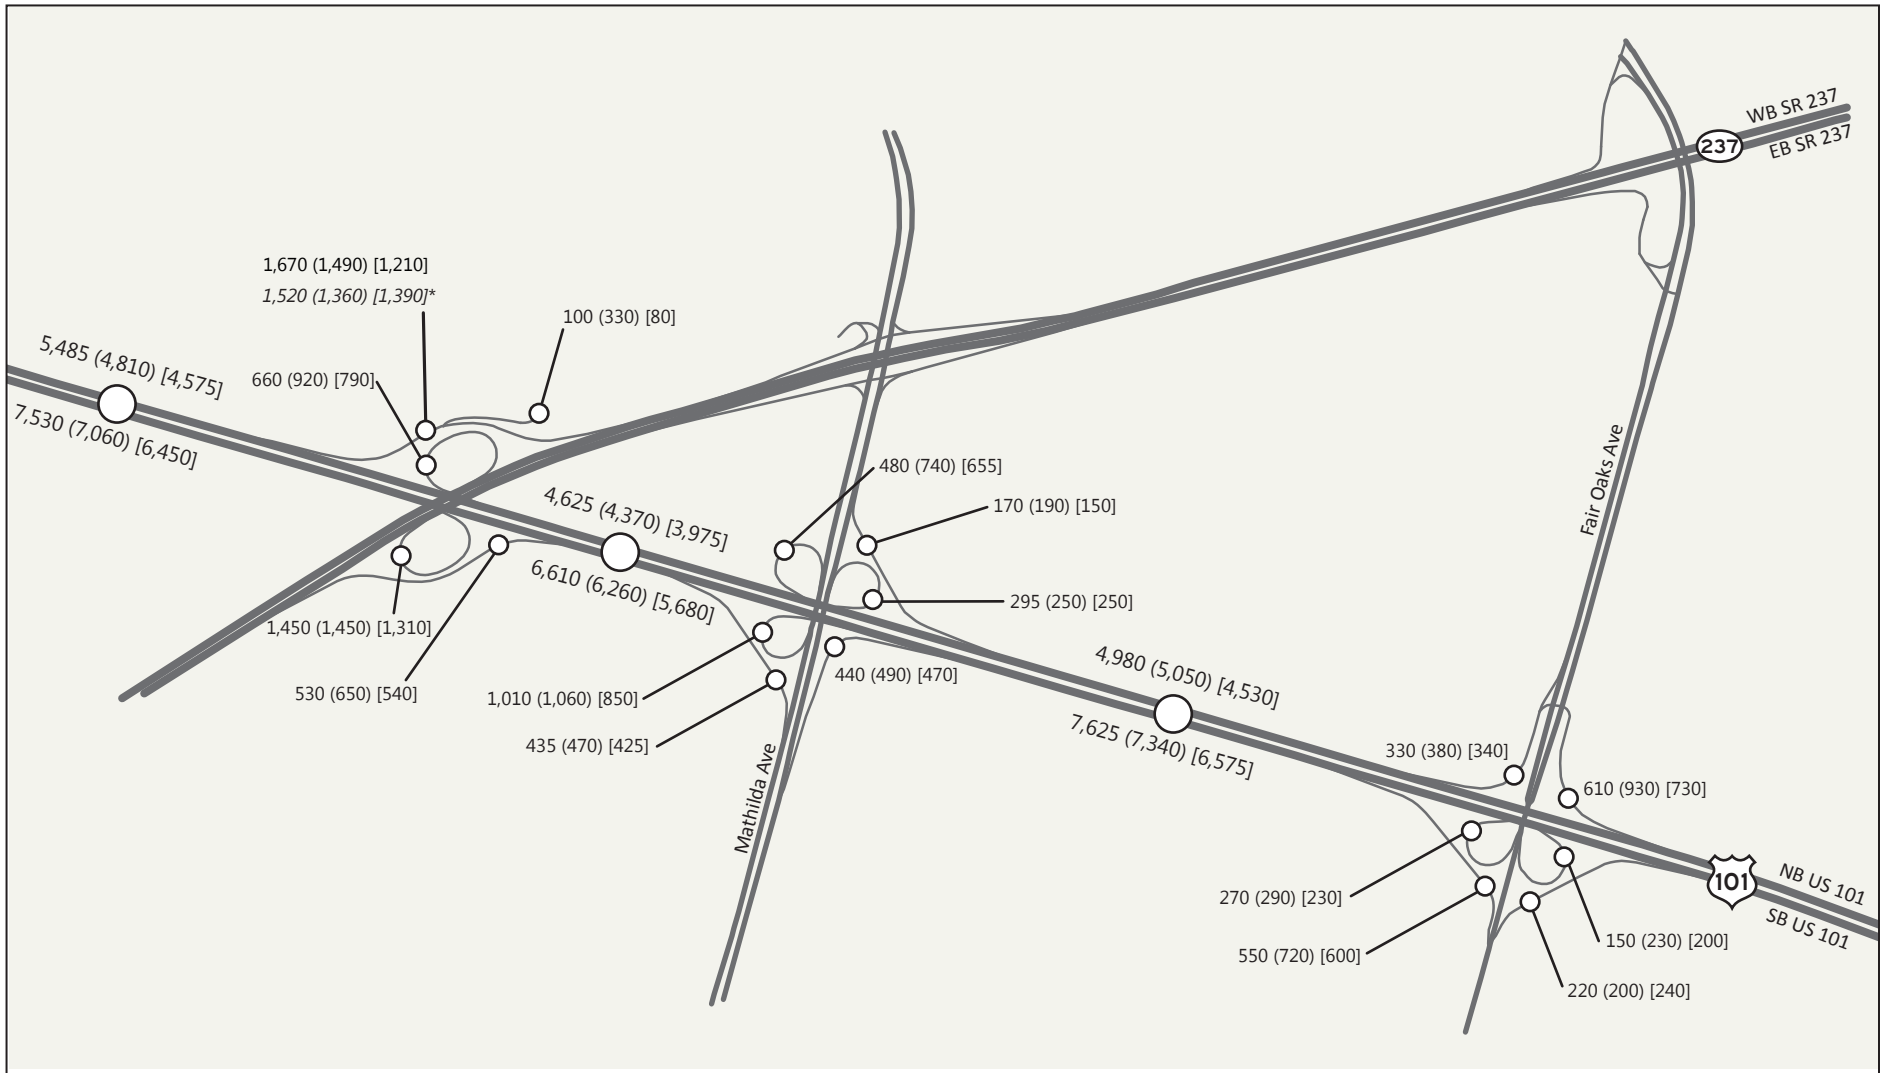 WB SR 237
237
EB SR 237
1,670 (1,490) [1,210]
1,520 (1,360) [1,390]*
100 (330) [80]
5,485 (4,810) [4,575]
660 (920) [790]
7,530 (7,060) [6,450]
480 (740) [655]
Fair Oaks Ave
4,625 (4,370) [3,975]
170 (190) [150]
6,610 (6,260) [5,680]
295 (250) [250]
1,450 (1,450) [1,310]
530 (650) [540]
1,010 (1,060) [850]
440 (490) [470]
4,980 (5,050) [4,530]
435 (470) [425]
7,625 (7,340) [6,575]
Mathilda Ave
330 (380) [340]
610 (930) [730]
270 (290) [230]
101
NB US 101
SB US 101
550 (720) [600]
150 (230) [200]
220 (200) [240]